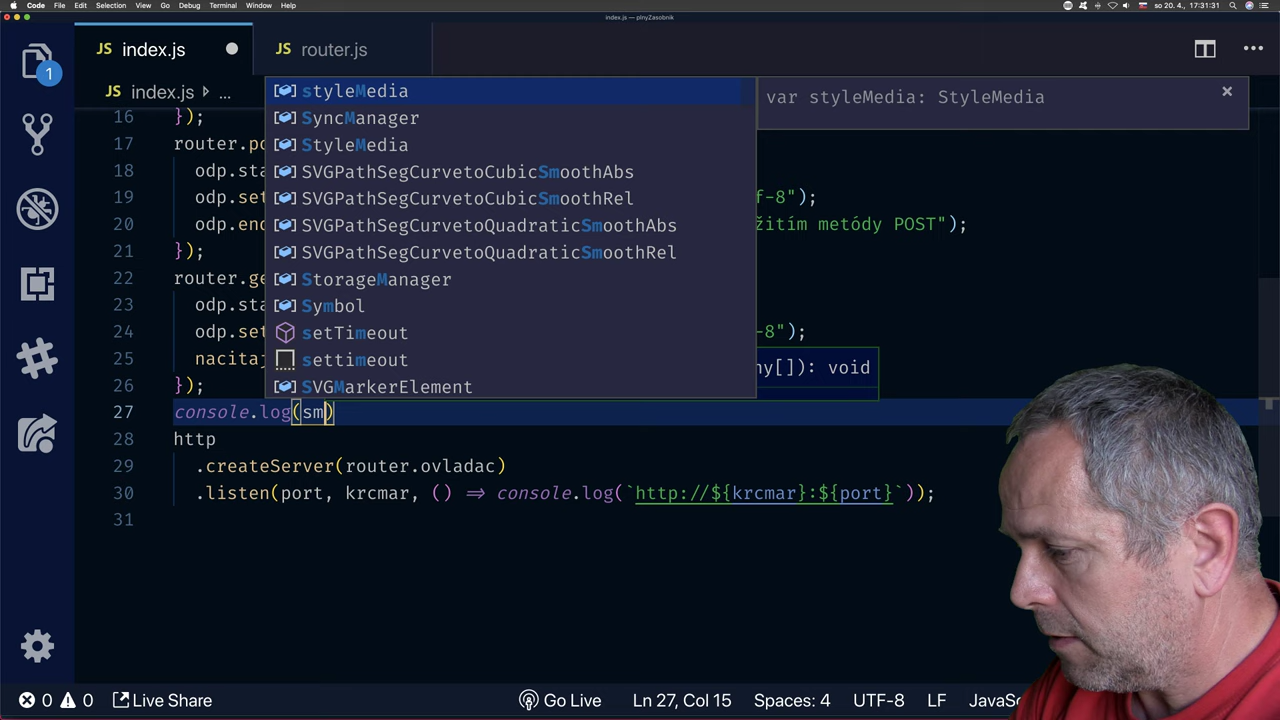 Code File Edit Selection View Go Debug Terminal Window Help so 20. 4., 17:31:31
index.js — plnyZasobnik
JS index.js
JS router.js
1
JS index.js ...
styleMedia
SyncManager
StyleMedia
SVGPathSegCurvetoCubicSmoothAbs
SVGPathSegCurvetoCubicSmoothRel
SVGPathSegCurvetoQuadraticSmoothAbs
SVGPathSegCurvetoQuadraticSmoothRel
StorageManager
Symbol
setTimeout
settimeout
SVGMarkerElement
var styleMedia: StyleMedia
16 });
17 router.po
18 odp.sta
19 odp.set f-8");
20 odp.end žitím metódy POST");
21 });
22 router.ge
23 odp.sta
24 odp.set -8");
25 nacitaj ny[]): void
26 });
27 console.log(sm)
28 http
29 .createServer(router.ovladac)
30 .listen(port, krcmar, () => console.log(`http://${krcmar}:${port}`));
31
0 0 Live Share Go Live Ln 27, Col 15 Spaces: 4 UTF-8 LF JavaSc